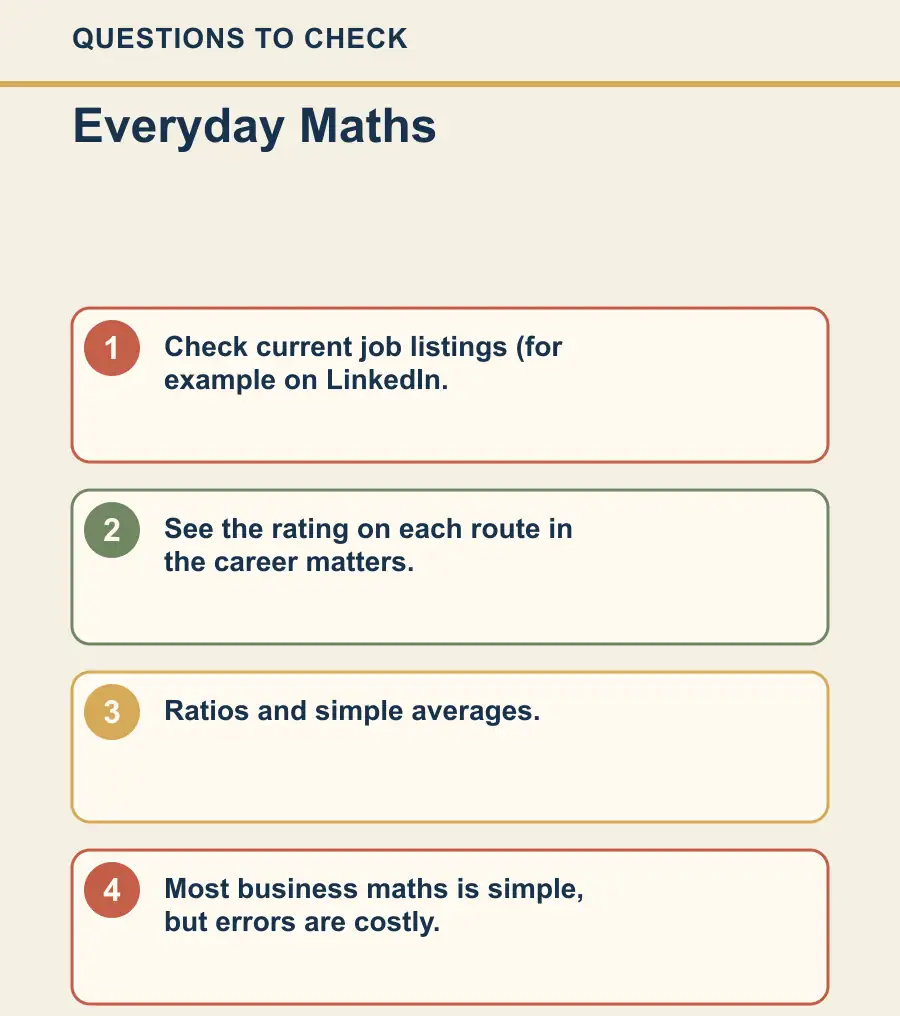 QUESTIONS TO CHECK
Everyday Maths
1
Check current job listings (for
example on LinkedIn.
2
See the rating on each route in
the career matters.
3
Ratios and simple averages.
4
Most business maths is simple,
but errors are costly.